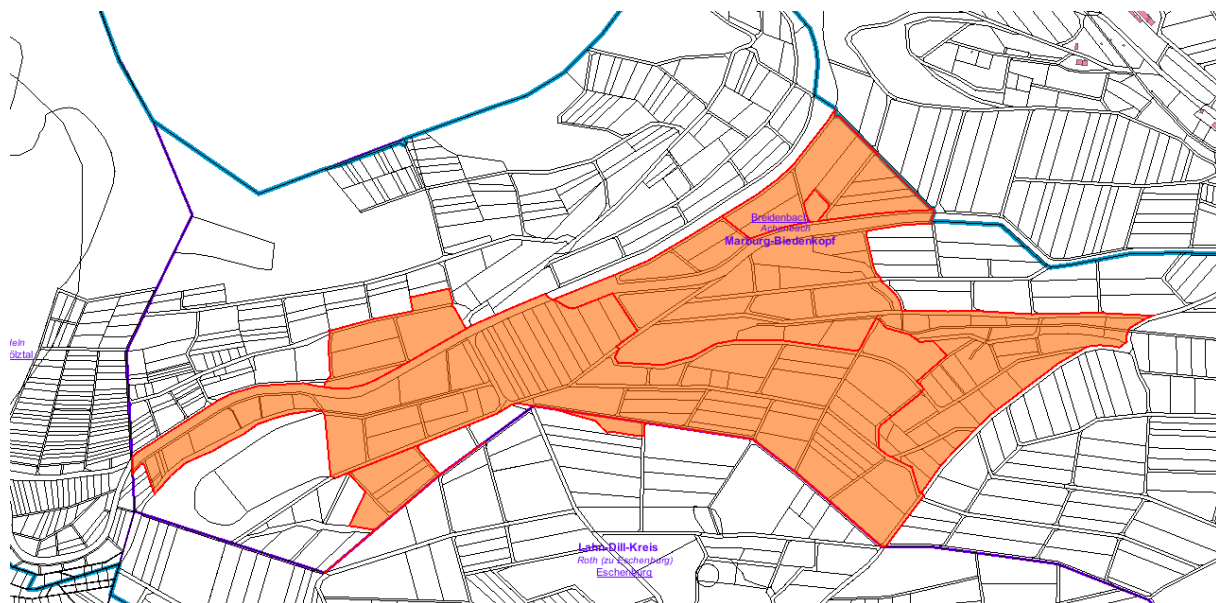 Breidenbach
Achenbach
Marburg-Biedenkopf
Lahn-Dill-Kreis
Roth (zu Eschenburg)
Eschenburg